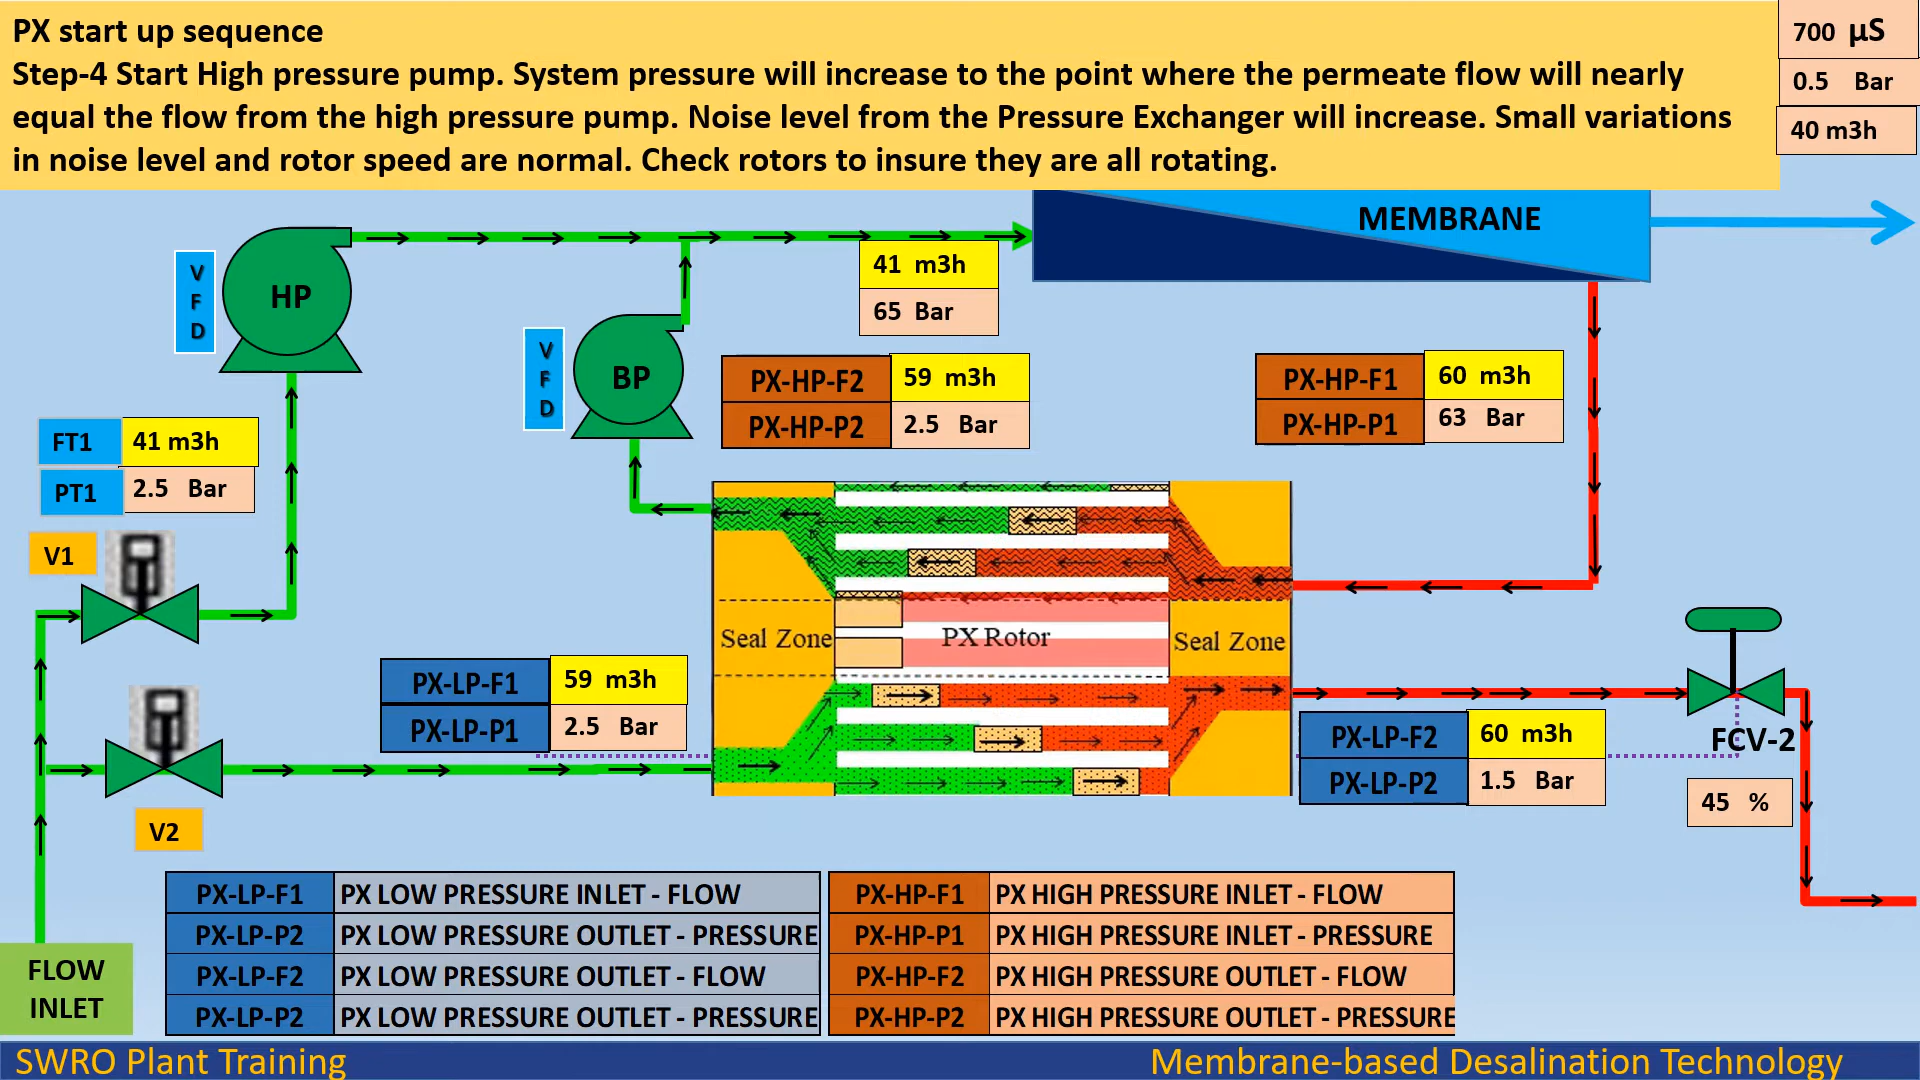 PX start up sequence
Step-4 Start High pressure pump. System pressure will increase to the point where the permeate flow will nearly
equal the flow from the high pressure pump. Noise level from the Pressure Exchanger will increase. Small variations
in noise level and rotor speed are normal. Check rotors to insure they are all rotating.
700 µS
0.5 Bar
40 m3h
MEMBRANE
V
F
D
HP
41 m3h
65 Bar
V
F
D
BP
PX-HP-F2 59 m3h
PX-HP-P2 2.5 Bar
PX-HP-F1 60 m3h
PX-HP-P1 63 Bar
FT1 41 m3h
PT1 2.5 Bar
V1
Seal Zone PX Rotor Seal Zone
PX-LP-F1 59 m3h
PX-LP-P1 2.5 Bar
PX-LP-F2 60 m3h
PX-LP-P2 1.5 Bar
FCV-2
45 %
V2
PX-LP-F1 PX LOW PRESSURE INLET - FLOW
PX-LP-P2 PX LOW PRESSURE OUTLET - PRESSURE
PX-LP-F2 PX LOW PRESSURE OUTLET - FLOW
PX-LP-P2 PX LOW PRESSURE OUTLET - PRESSURE
PX-HP-F1 PX HIGH PRESSURE INLET - FLOW
PX-HP-P1 PX HIGH PRESSURE INLET - PRESSURE
PX-HP-F2 PX HIGH PRESSURE OUTLET - FLOW
PX-HP-P2 PX HIGH PRESSURE OUTLET - PRESSURE
FLOW
INLET
SWRO Plant Training
Membrane-based Desalination Technology